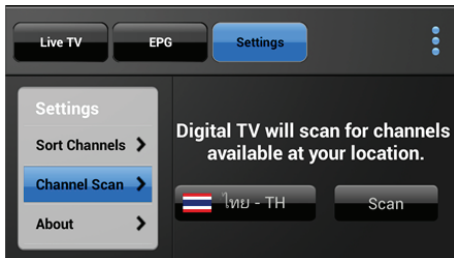 Live TV
EPG
Settings
Settings
Sort Channels
Channel Scan
About
Digital TV will scan for channels
available at your location.
ไทย - TH
Scan